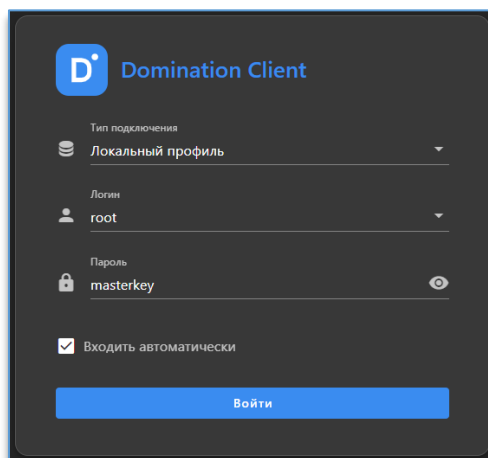 Domination Client
Тип подключения
Локальный профиль
Логин
root
Пароль
masterkey
Входить автоматически
Войти